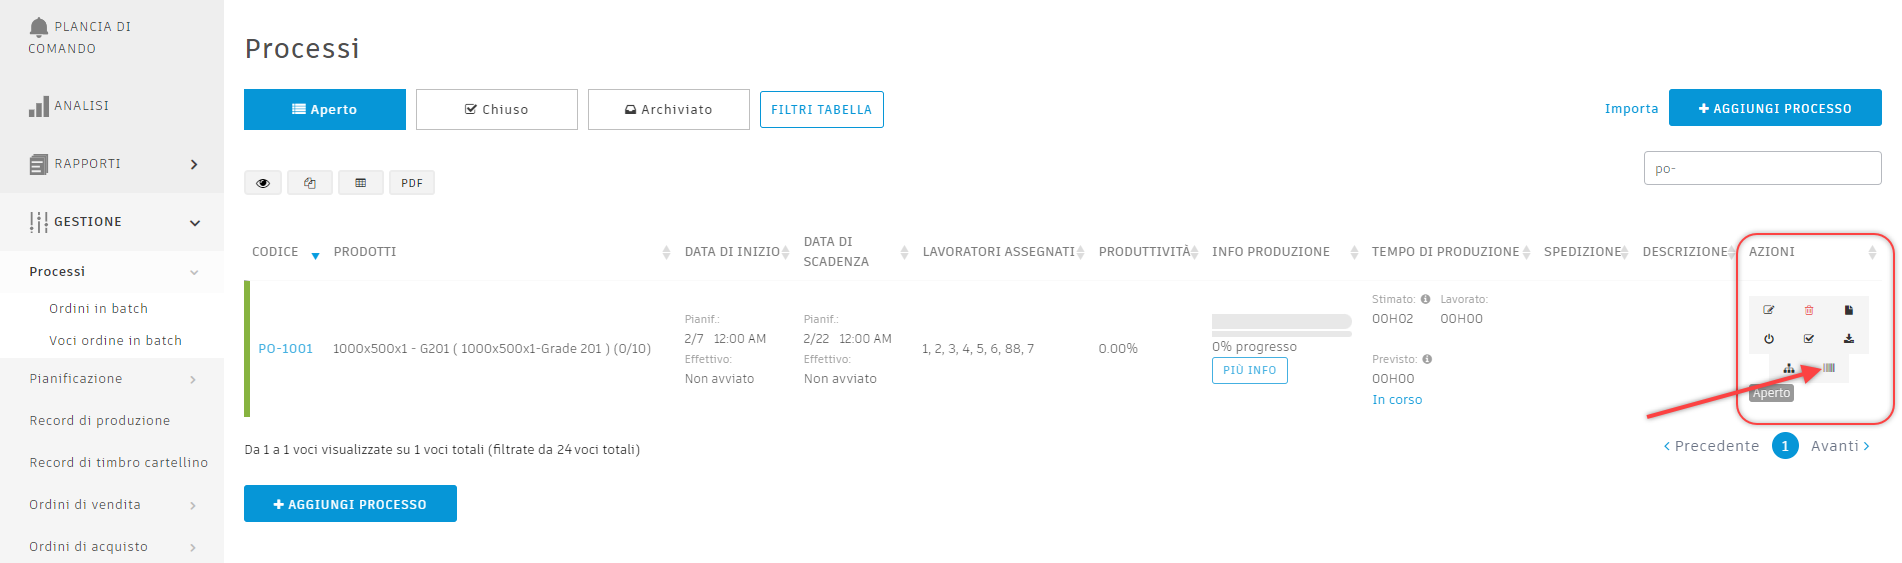 PLANCIA DI
COMANDO
ANALISI
RAPPORTI
GESTIONE
Processi
Ordini in batch
Voci ordine in batch
Pianificazione
Record di produzione
Record di timbro cartellino
Ordini di vendita
Ordini di acquisto
Processi
Aperto
Chiuso
Archiviato
FILTRI TABELLA
Importa
AGGIUNGI PROCESSO
po-
PDF
CODICE
PRODOTTI
DATA DI INIZIO
DATA DI
SCADENZA
LAVORATORI ASSEGNATI
PRODUTTIVITÀ
INFO PRODUZIONE
TEMPO DI PRODUZIONE
SPEDIZIONE
DESCRIZIONE
AZIONI
PO-1001
1000x500x1 - G201 ( 1000x500x1-Grade 201 ) (0/10)
Pianif.:
2/7 12:00 AM
Effettivo:
Non avviato
Pianif.:
2/22 12:00 AM
Effettivo:
Non avviato
1, 2, 3, 4, 5, 6, 88, 7
0.00%
0% progresso
PIÙ INFO
Stimato: Lavorato:
00H02 00H00
Previsto:
00H00
In corso
Aperto
Da 1 a 1 voci visualizzate su 1 voci totali (filtrate da 24 voci totali)
Precedente 1 Avanti
AGGIUNGI PROCESSO